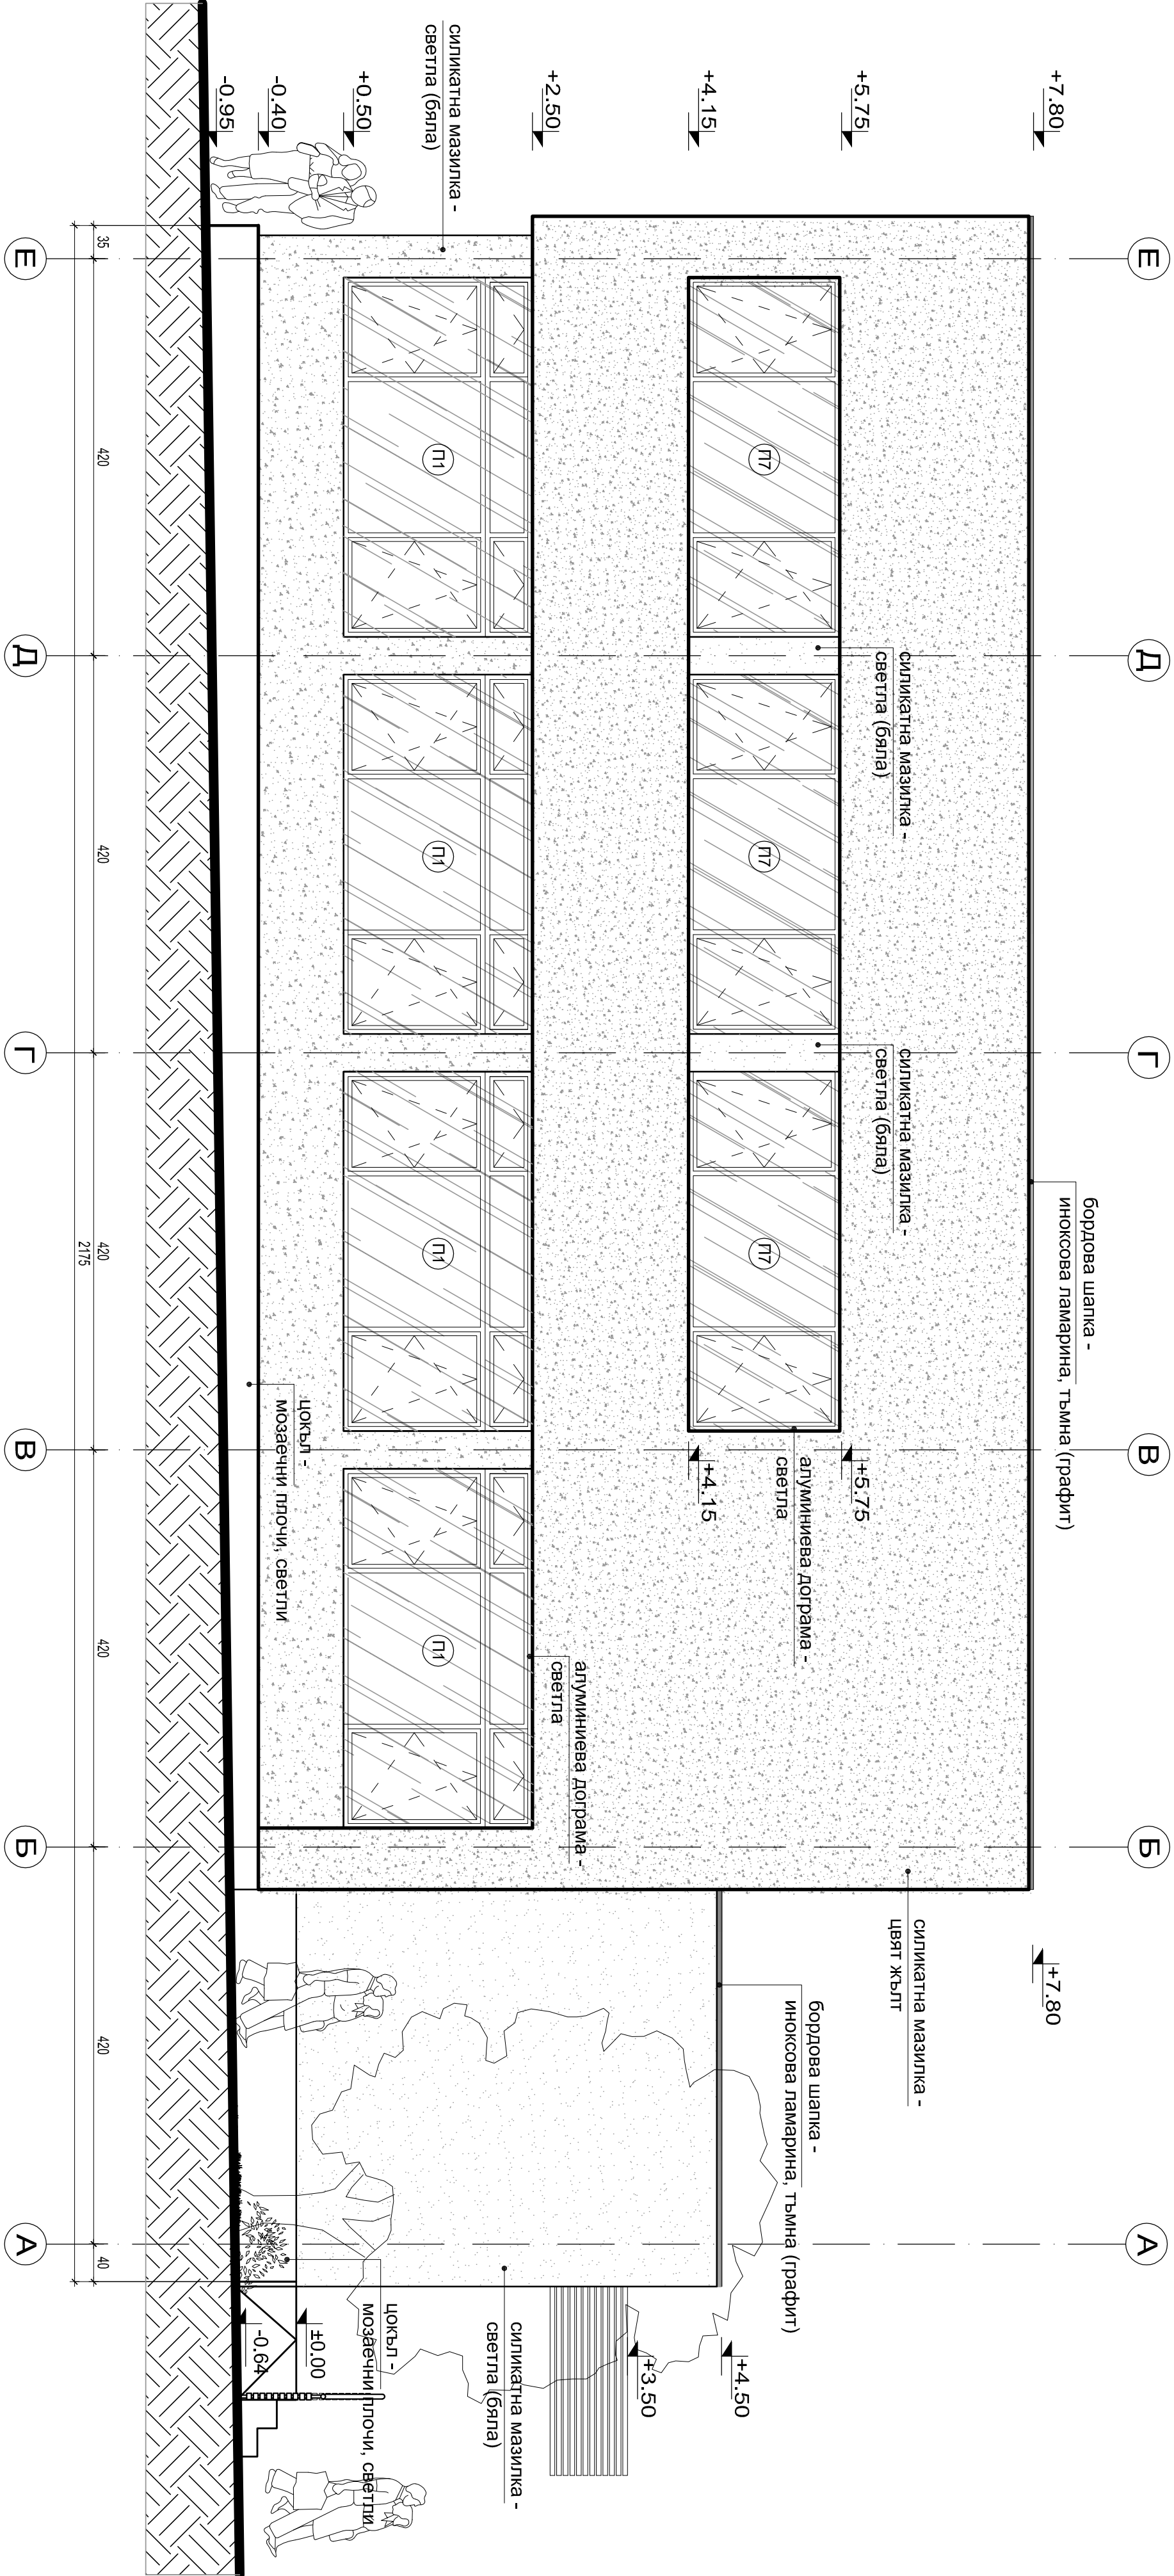 Е
Д
Г
В
Б
А
бордова шапка -
иноксова ламарина, тъмна (графит)
+7.80
+7.80
+5.75
+4.15
+2.50
+0.50
-0.40
-0.95
силикатна мазилка -
светла (бяла)
силикатна мазилка -
светла (бяла)
силикатна мазилка -
светла (бяла)
+5.75
+4.15
алуминиева дограма -
светла
силикатна мазилка -
цвят жълт
бордова шапка -
иноксова ламарина, тъмна (графит)
+4.50
+3.50
П7
П7
П7
алуминиева дограма -
светла
П1
П1
П1
П1
силикатна мазилка -
светла (бяла)
цокъл -
мозаечни плочи, светли
цокъл -
мозаечни плочи, светли
±0.00
-0.64
35
420
420
420
420
420
40
2175
Е
Д
Г
В
Б
А